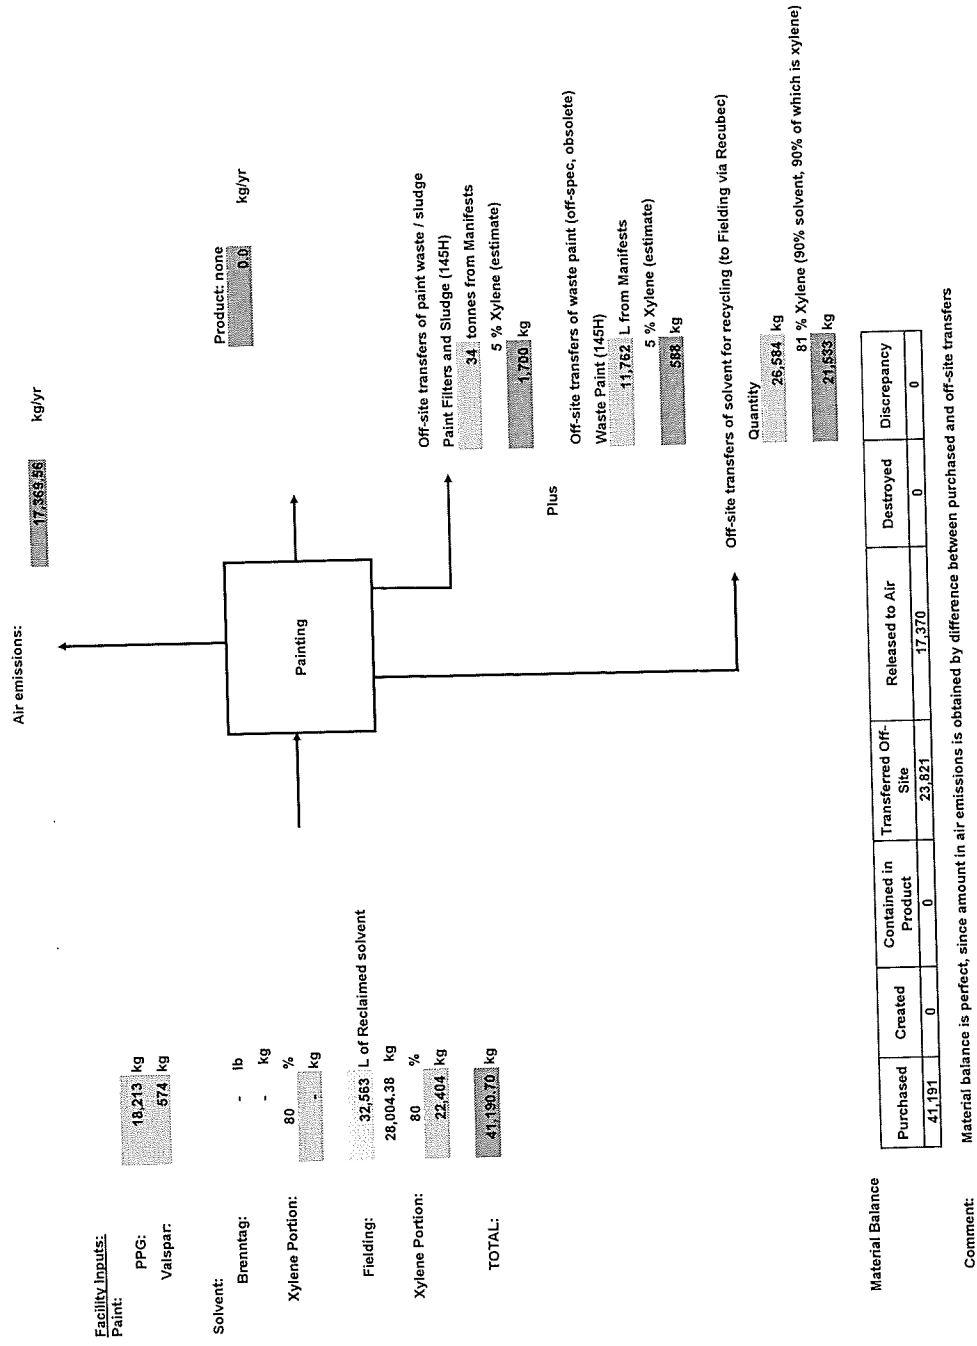 Air emissions:
17,369.56 kg/yr
Facility Inputs:
Paint:
PPG: 18,213 kg
Valspar: 574 kg
Solvent:
Brenntag: - lb
- kg
Xylene Portion: 80 %
- kg
Fielding: 32,563 L of Reclaimed solvent
28,004.38 kg
Xylene Portion: 80 %
22,404 kg
TOTAL: 41,190.70 kg
Painting
Product: none
0.0 kg/yr
Off-site transfers of paint waste / sludge
Paint Filters and Sludge (145H)
34 tonnes from Manifests
5 % Xylene (estimate)
1,700 kg
Plus
Off-site transfers of waste paint (off-spec, obsolete)
Waste Paint (145H)
11,762 L from Manifests
5 % Xylene (estimate)
588 kg
Off-site transfers of solvent for recycling (to Fielding via Recubec)
Quantity
26,584 kg
81 % Xylene (90% solvent, 90% of which is xylene)
21,533 kg
Material Balance
Purchased Created Contained in Product Transferred Off-Site Released to Air Destroyed Discrepancy
41,191 0 0 23,821 17,370 0 0
Comment: Material balance is perfect, since amount in air emissions is obtained by difference between purchased and off-site transfers